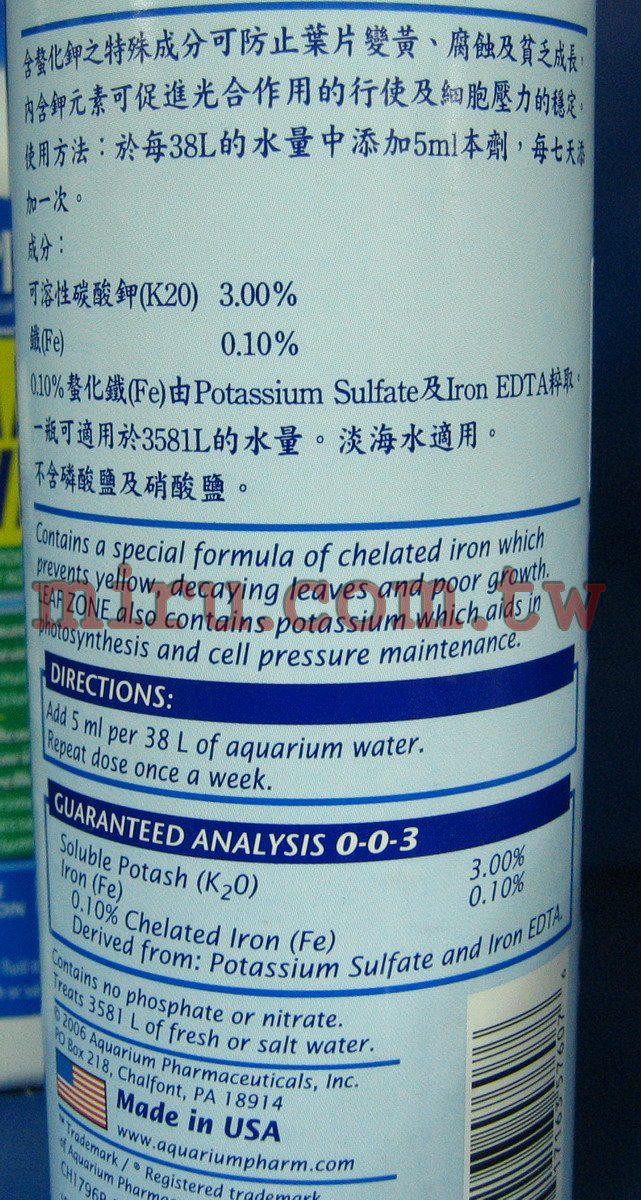 含螯化鉀之特殊成分可防止葉片變黃、腐蝕及貧乏成長。
內含鉀元素可促進光合作用的行使及細胞壓力的穩定。
使用方法：於每38L的水量中添加5ml本劑，每七天添
加一次。
成分：
可溶性碳酸鉀(K20) 3.00%
鐵(Fe) 0.10%
0.10%螯化鐵(Fe)由Potassium Sulfate及Iron EDTA粹取。
一瓶可適用於3581L的水量。淡海水適用。
不含磷酸鹽及硝酸鹽。
Contains a special formula of chelated iron which
prevents yellow, decaying leaves and poor growth.
LEAF ZONE also contains potassium which aids in
photosynthesis and cell pressure maintenance.
miru.com.tw
DIRECTIONS:
Add 5 ml per 38 L of aquarium water.
Repeat dose once a week.
GUARANTEED ANALYSIS 0-0-3
Soluble Potash (K2O) 3.00%
Iron (Fe) 0.10%
0.10% Chelated Iron (Fe)
Derived from: Potassium Sulfate and Iron EDTA.
Contains no phosphate or nitrate.
Treats 3581 L of fresh or salt water.
© 2006 Aquarium Pharmaceuticals, Inc.
PO Box 218, Chalfont, PA 18914
Made in USA
www.aquariumpharm.com
™ Trademark / ® Registered trademark
of Aquarium Pharmac